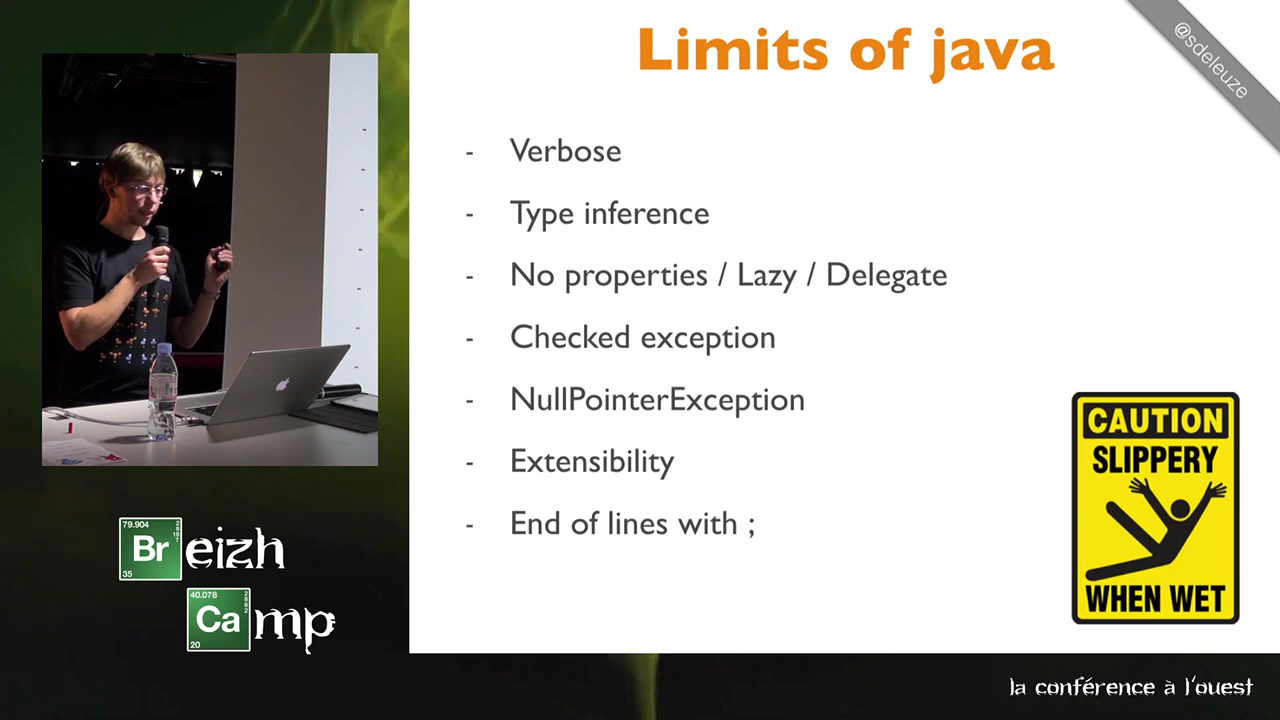 Limits of java
@sdeleuze
- Verbose
- Type inference
- No properties / Lazy / Delegate
- Checked exception
- NullPointerException
- Extensibility
- End of lines with ;
CAUTION
SLIPPERY
WHEN WET
79.904
Br
35
eizh
40.078
Ca
20
mp
la conférence à l'ouest